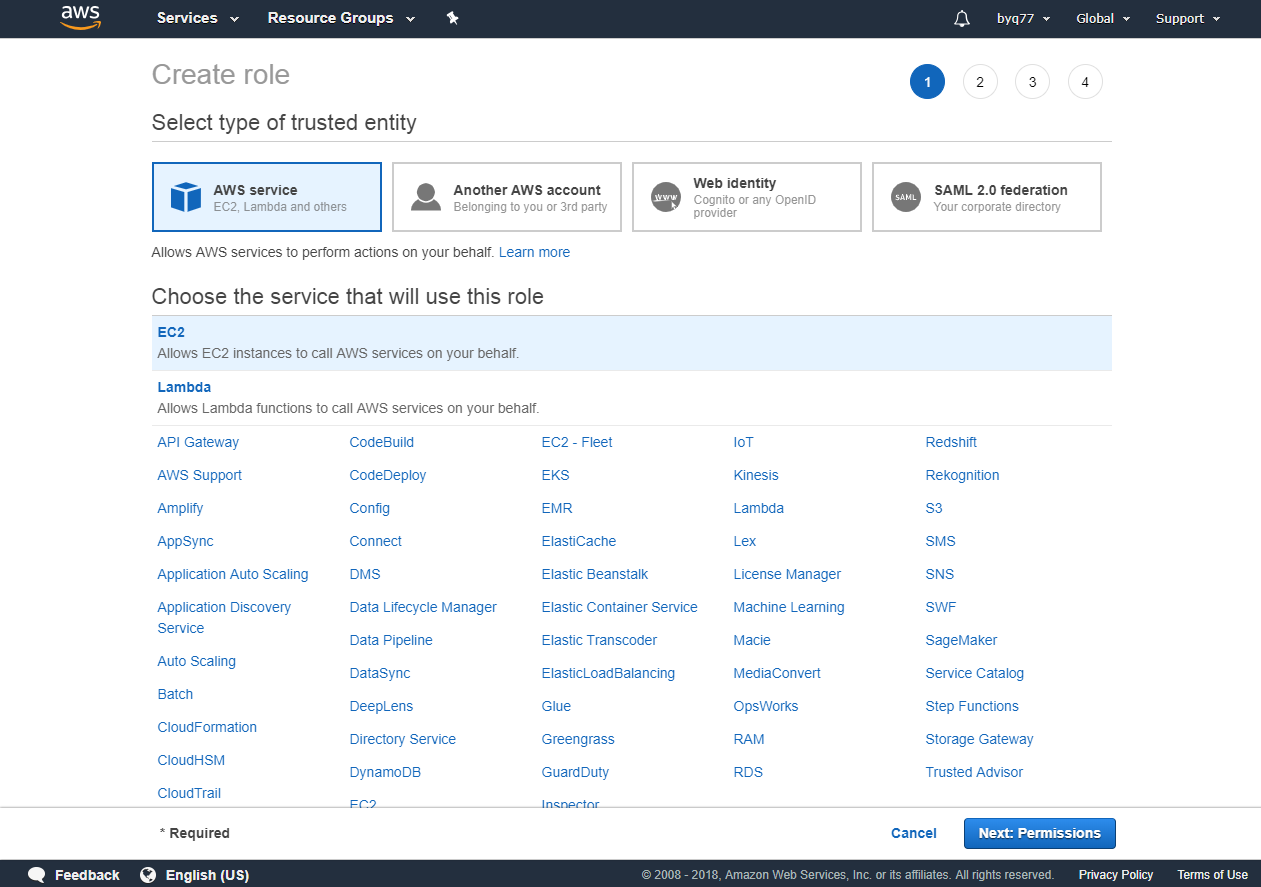 aws Services Resource Groups byq77 Global Support
Create role
1 2 3 4
Select type of trusted entity
AWS service
EC2, Lambda and others
Another AWS account
Belonging to you or 3rd party
www
Web identity
Cognito or any OpenID
provider
SAML
SAML 2.0 federation
Your corporate directory
Allows AWS services to perform actions on your behalf. Learn more
Choose the service that will use this role
EC2
Allows EC2 instances to call AWS services on your behalf.
Lambda
Allows Lambda functions to call AWS services on your behalf.
API Gateway
AWS Support
Amplify
AppSync
Application Auto Scaling
Application Discovery
Service
Auto Scaling
Batch
CloudFormation
CloudHSM
CloudTrail
CodeBuild
CodeDeploy
Config
Connect
DMS
Data Lifecycle Manager
Data Pipeline
DataSync
DeepLens
Directory Service
DynamoDB
EC2
EC2 - Fleet
EKS
EMR
ElastiCache
Elastic Beanstalk
Elastic Container Service
Elastic Transcoder
ElasticLoadBalancing
Glue
Greengrass
GuardDuty
Inspector
IoT
Kinesis
Lambda
Lex
License Manager
Machine Learning
Macie
MediaConvert
OpsWorks
RAM
RDS
Redshift
Rekognition
S3
SMS
SNS
SWF
SageMaker
Service Catalog
Step Functions
Storage Gateway
Trusted Advisor
* Required
Cancel
Next: Permissions
Feedback English (US) © 2008 - 2018, Amazon Web Services, Inc. or its affiliates. All rights reserved. Privacy Policy Terms of Use